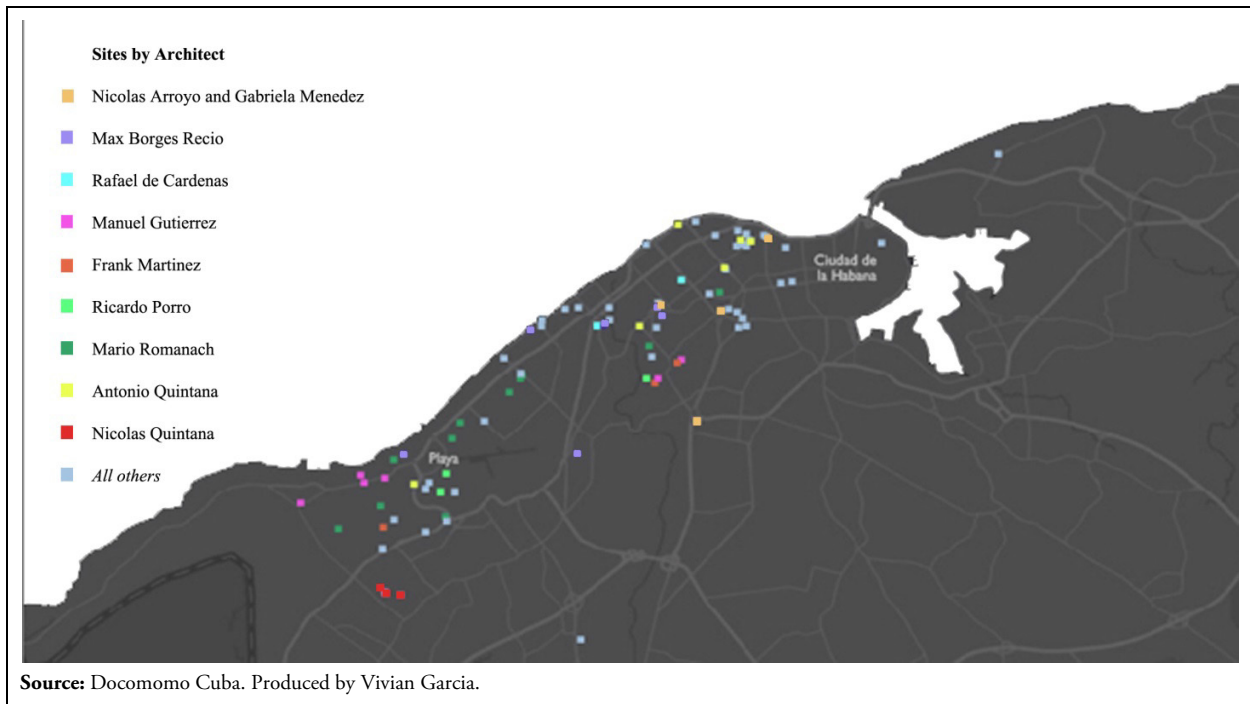 Sites by Architect
Nicolas Arroyo and Gabriela Menedez
Max Borges Recio
Rafael de Cardenas
Manuel Gutierrez
Frank Martinez
Ricardo Porro
Mario Romanach
Antonio Quintana
Nicolas Quintana
All others
Ciudad de
la Habana
Playa
Source: Docomomo Cuba. Produced by Vivian Garcia.